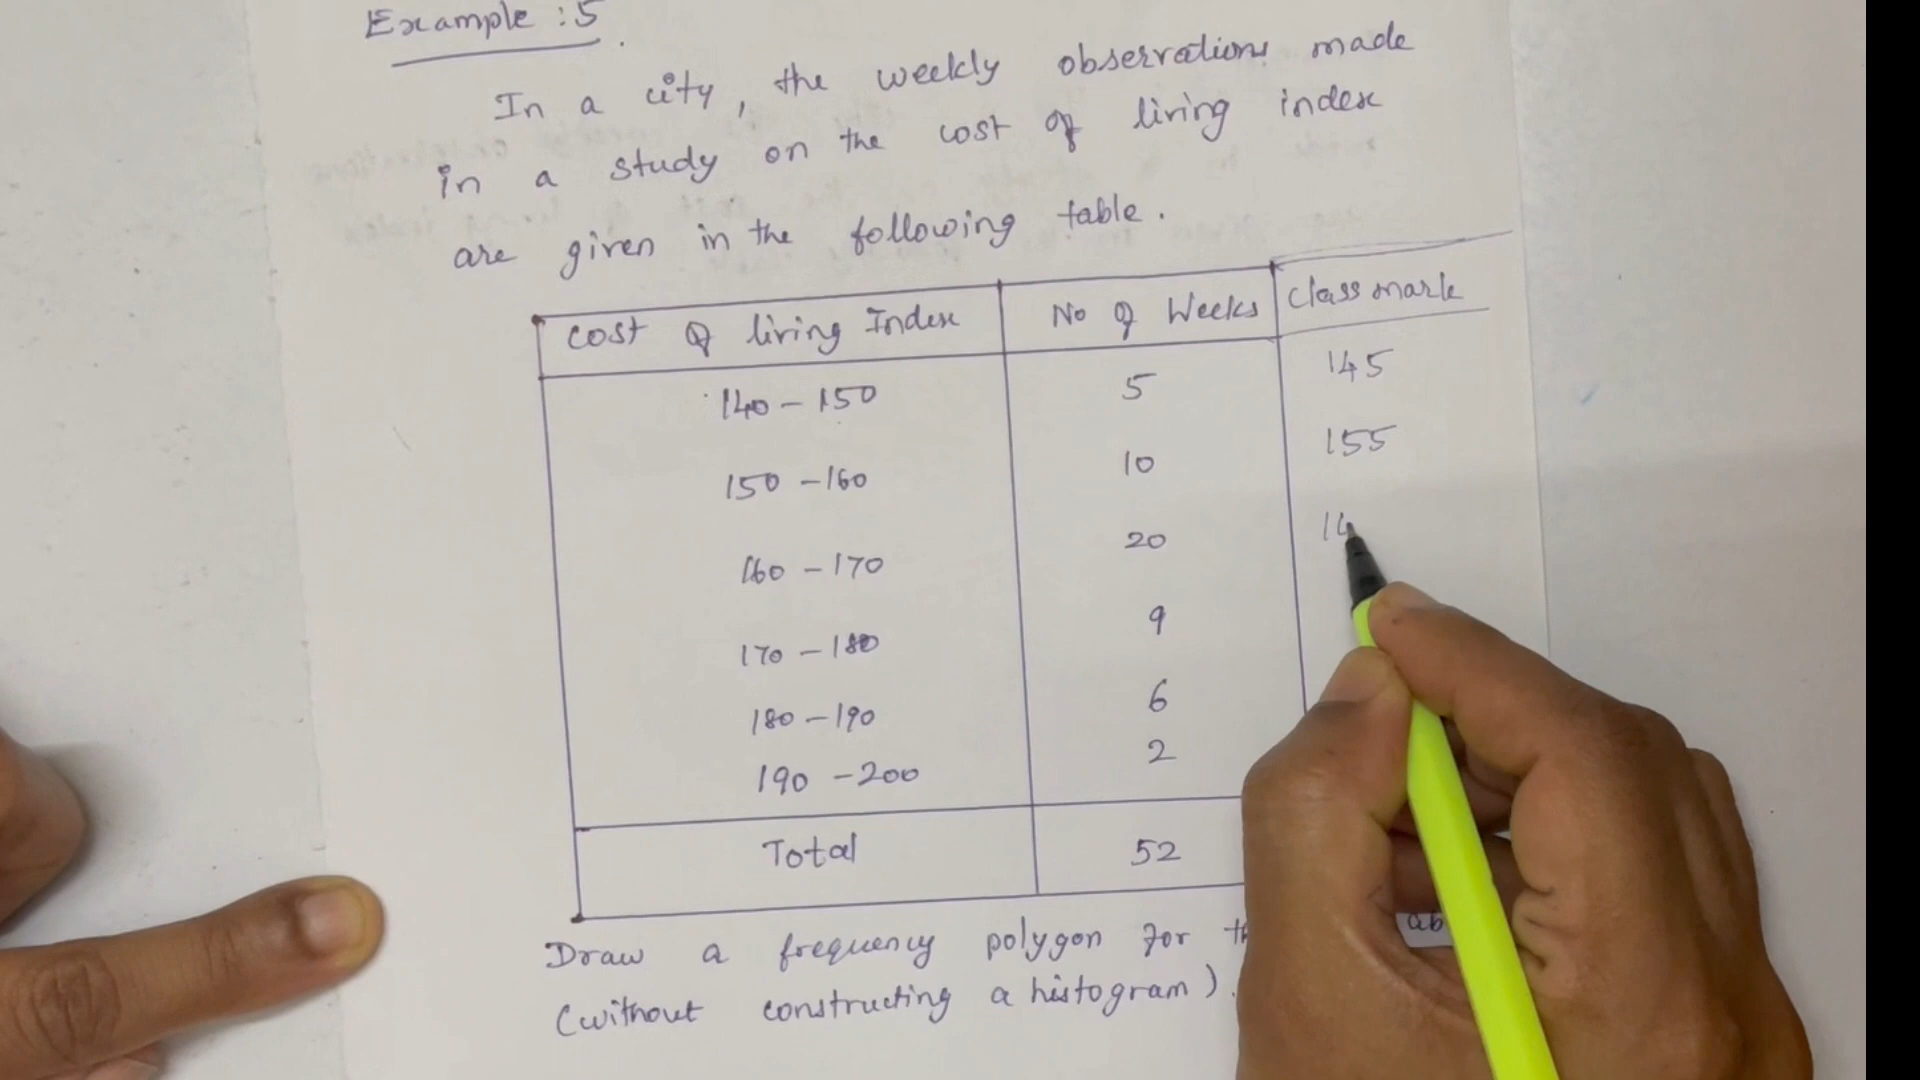 Example : 5
In a city, the weekly observations made
in a study on the cost of living index
are given in the following table.
Cost of living Index No of Weeks Class mark
140 - 150 5 145
150 - 160 10 155
160 - 170 20
170 - 180 9
180 - 190 6
190 - 200 2
Total 52
Draw a frequency polygon for
(without constructing a histogram).